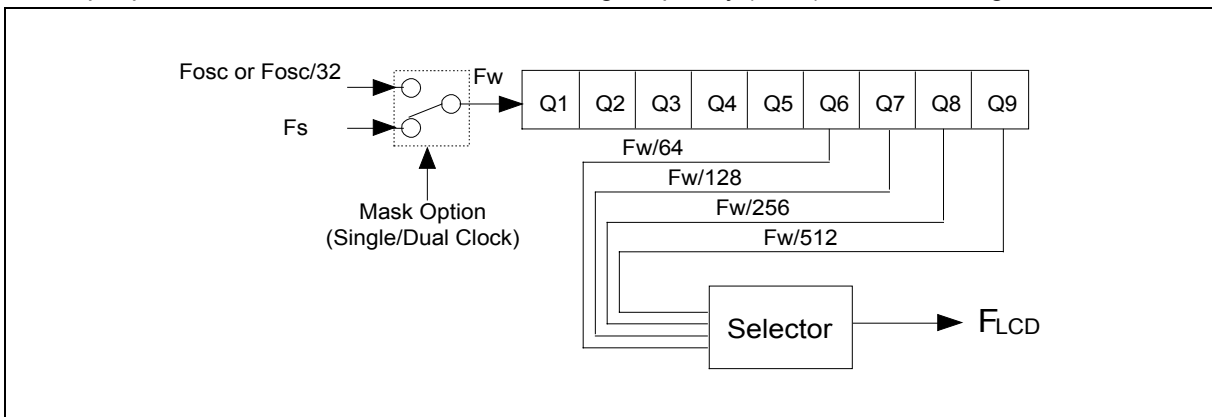 Fosc or Fosc/32
Fw
Fs
Q1 Q2 Q3 Q4 Q5 Q6 Q7 Q8 Q9
Fw/64
Fw/128
Fw/256
Fw/512
Mask Option
(Single/Dual Clock)
Selector
FLCD